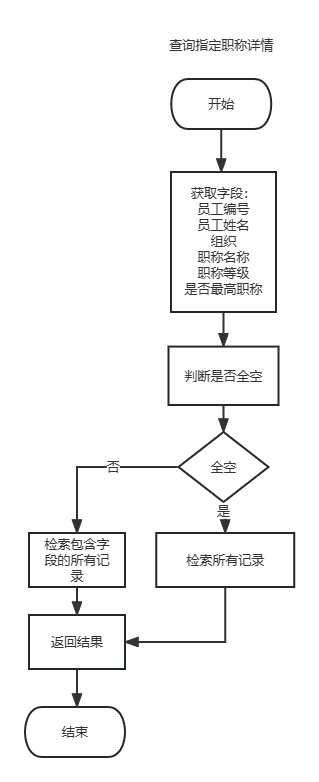 查询指定职称详情
开始
获取字段:
员工编号
员工姓名
组织
职称名称
职称等级
是否最高职称
判断是否全空
全空
否
是
检索包含字
段的所有记
录
检索所有记录
返回结果
结束